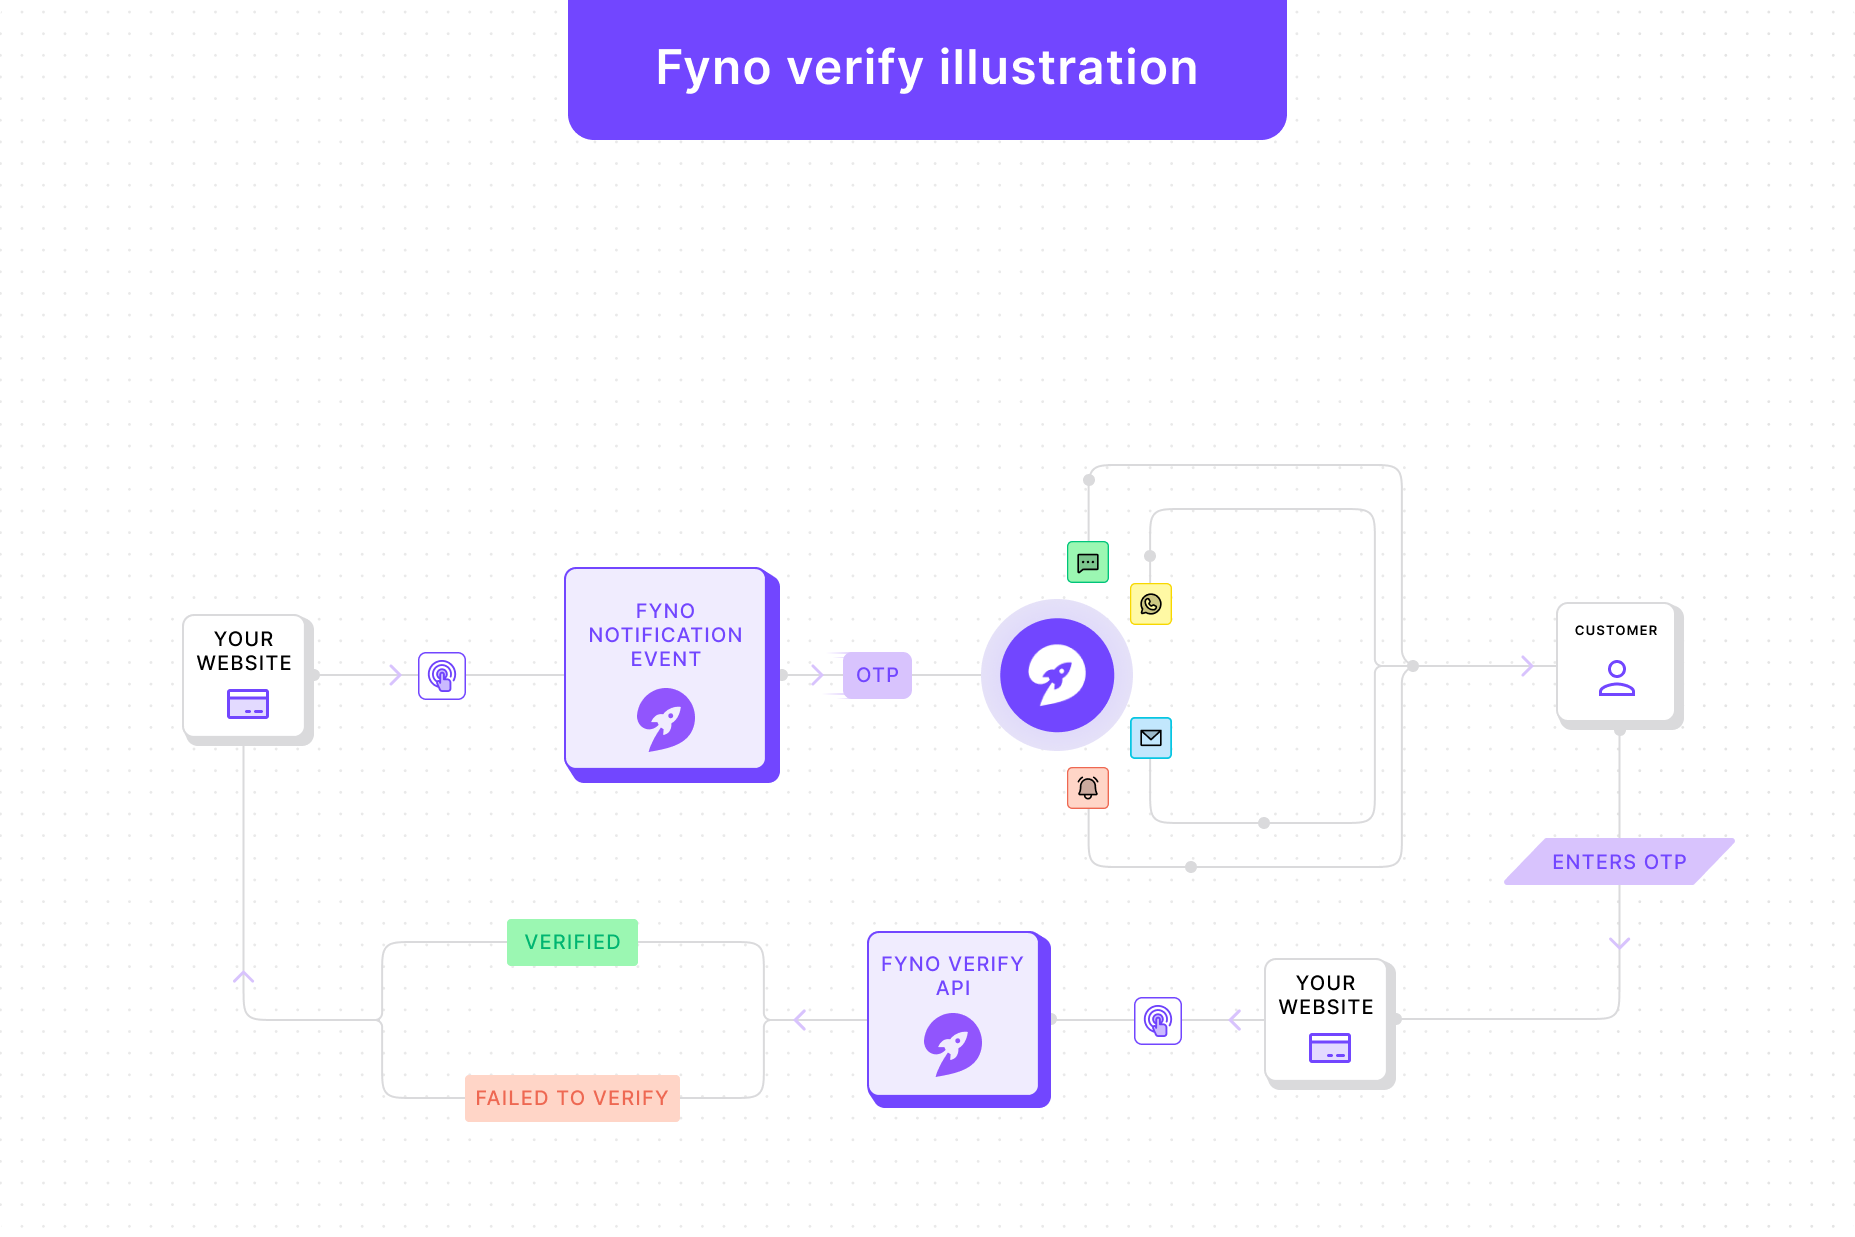 Fyno verify illustration
YOUR
WEBSITE
FYNO
NOTIFICATION
EVENT
OTP
CUSTOMER
ENTERS OTP
VERIFIED
FYNO VERIFY
API
YOUR
WEBSITE
FAILED TO VERIFY